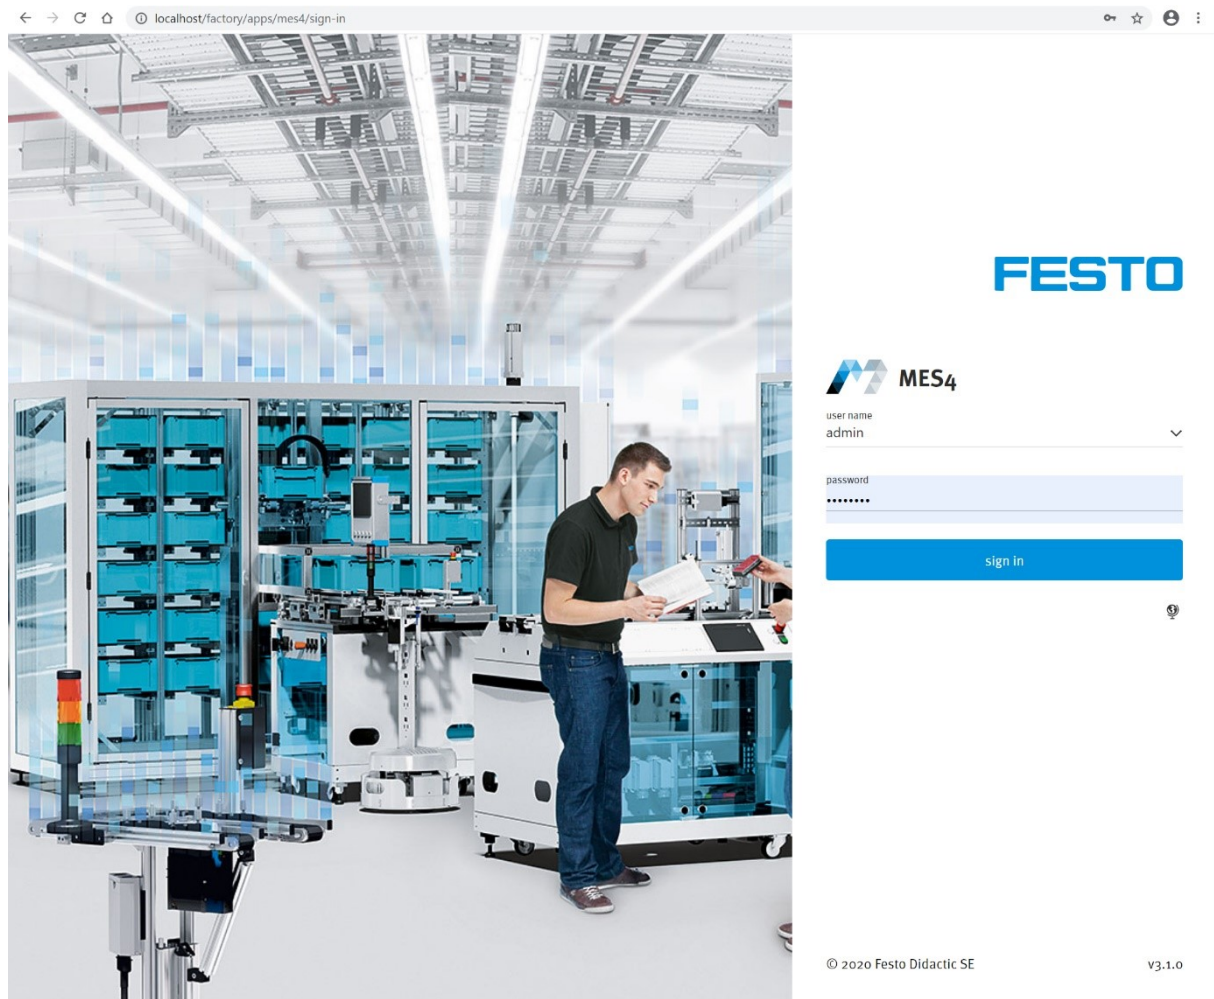 localhost/factory/apps/mes4/sign-in
FESTO
MES4
user name
admin
password
••••••••
sign in
© 2020 Festo Didactic SE
v3.1.0